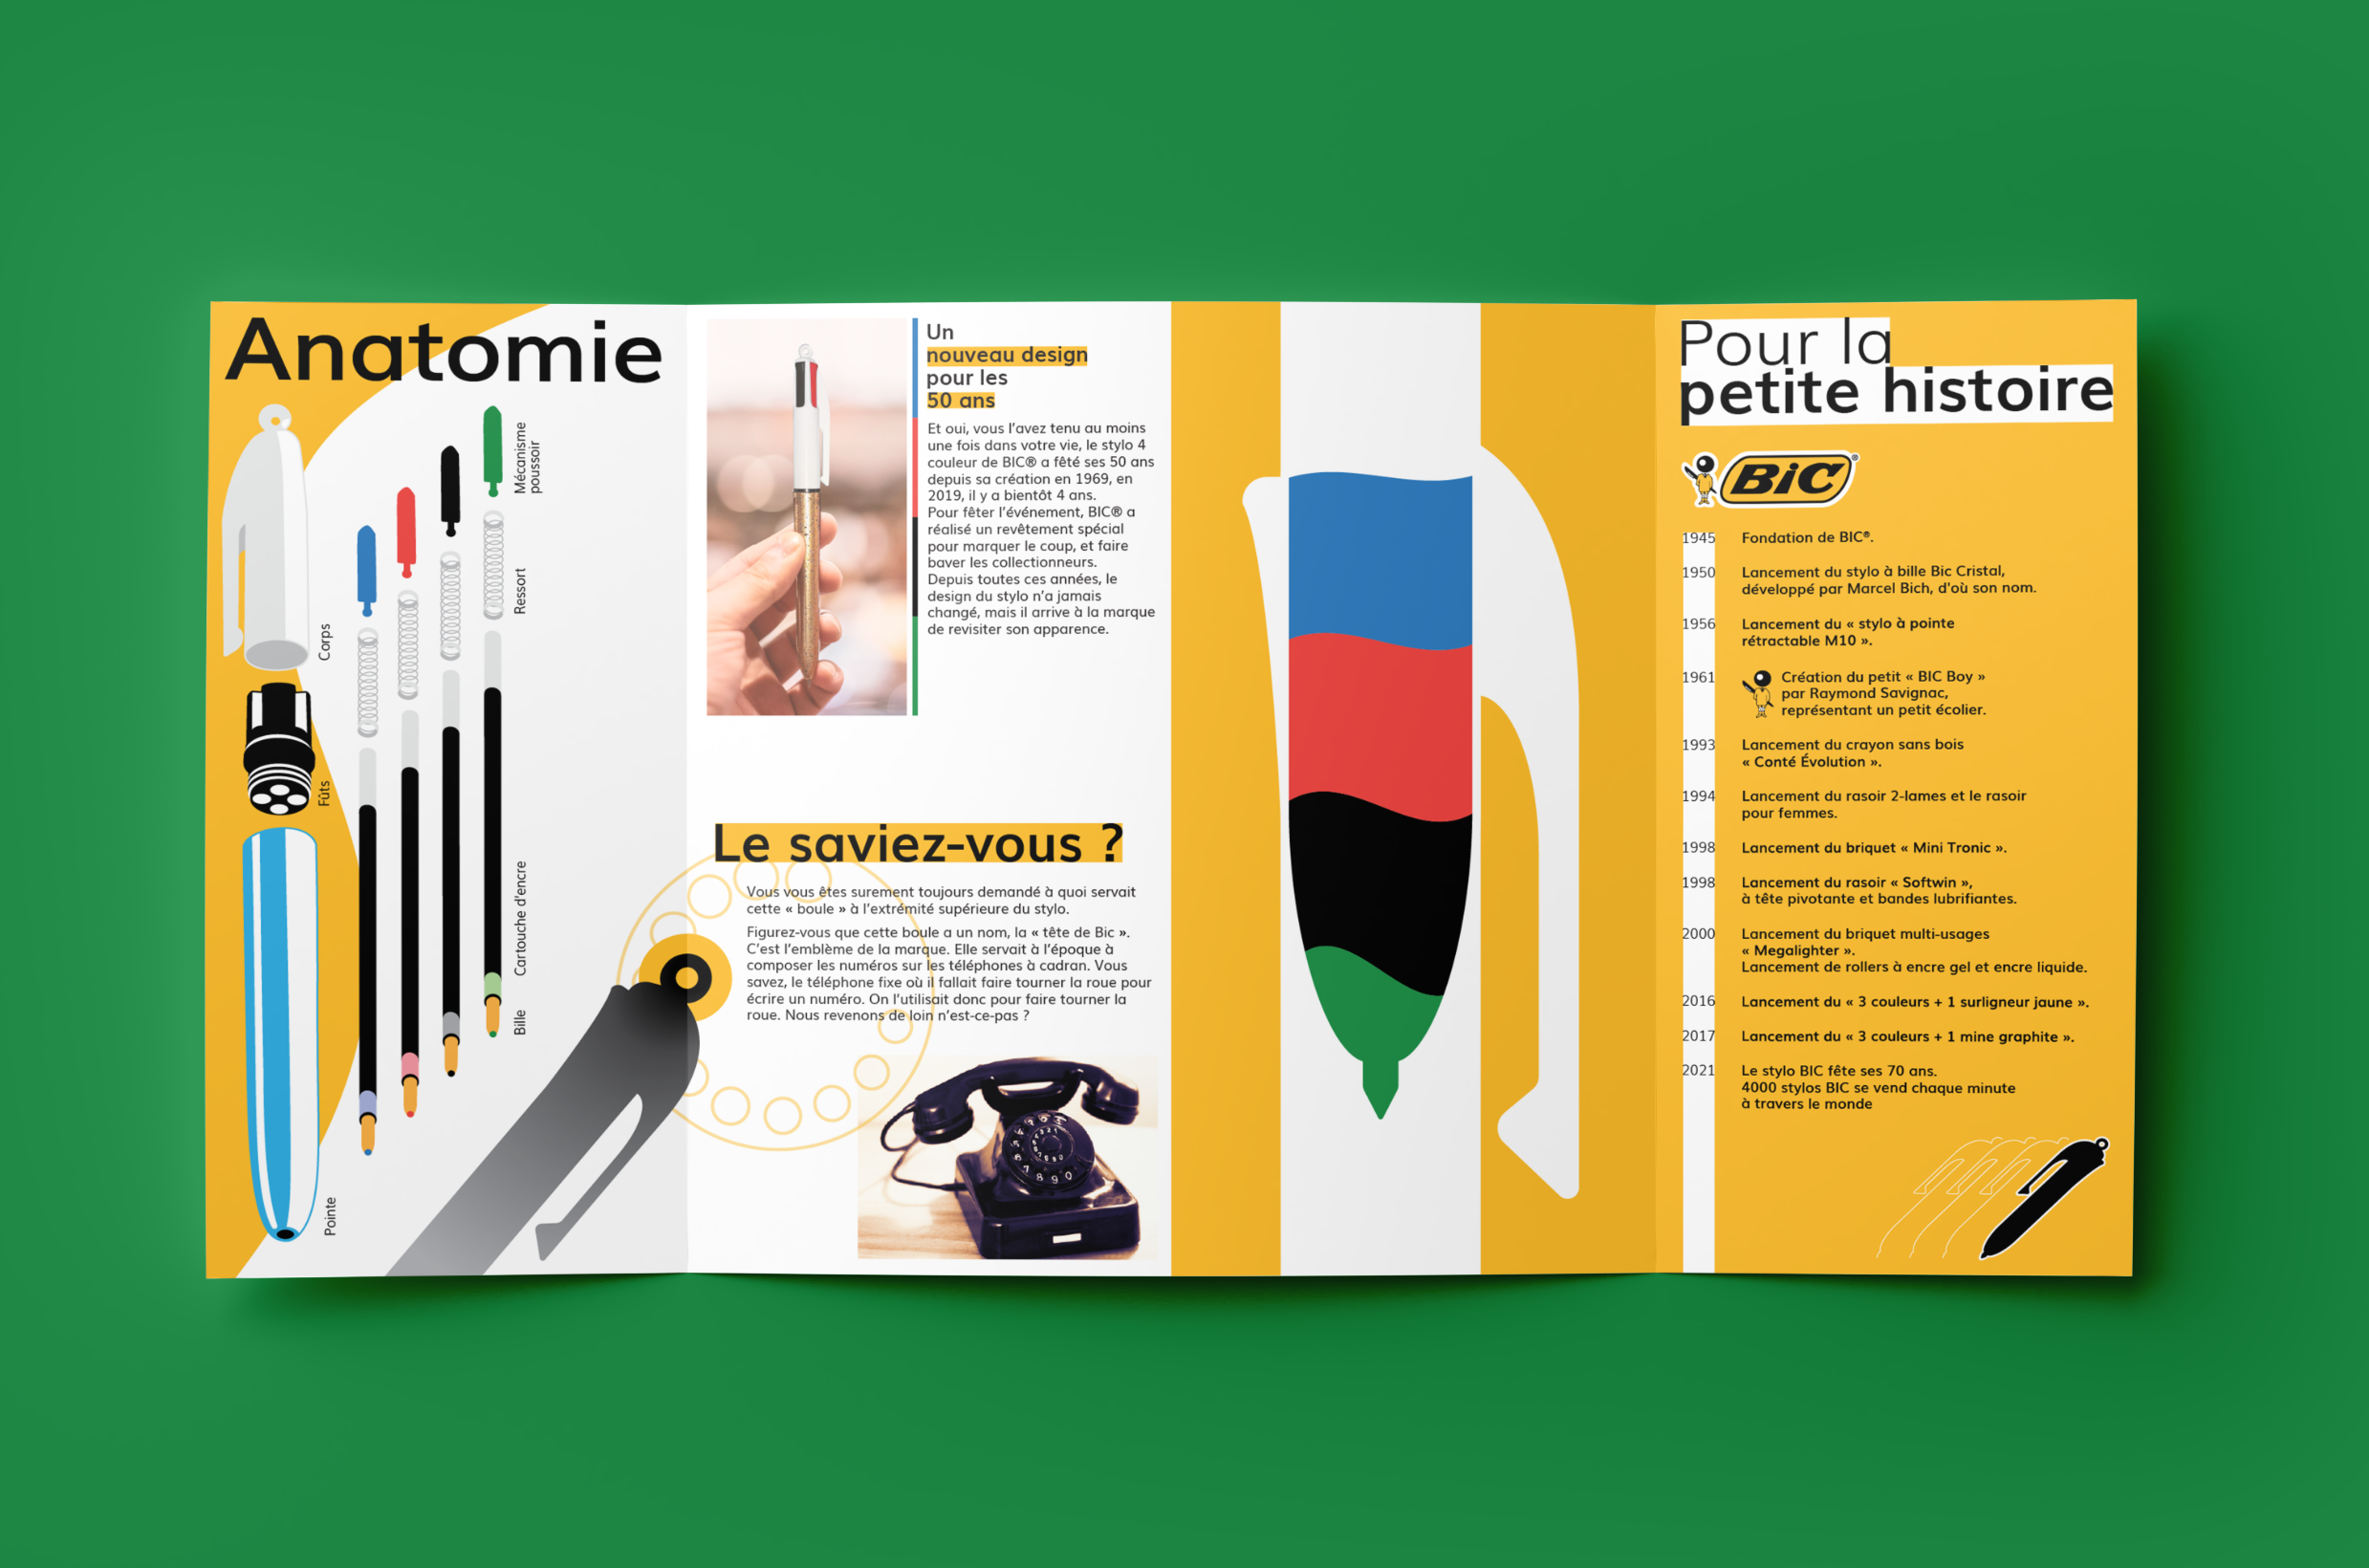 Anatomie
Mécanisme
poussoir
Ressort
Corps
Fûts
Cartouche d'encre
Bille
Pointe
Un
nouveau design
pour les
50 ans
Et oui, vous l'avez tenu au moins
une fois dans votre vie, le stylo 4
couleur de BIC® a fêté ses 50 ans
depuis sa création en 1969, en
2019, il y a bientôt 4 ans.
Pour fêter l'événement, BIC® a
réalisé un revêtement spécial
pour marquer le coup, et faire
baver les collectionneurs.
Depuis toutes ces années, le
design du stylo n'a jamais
changé, mais il arrive à la marque
de revisiter son apparence.
Le saviez-vous ?
Vous vous êtes surement toujours demandé à quoi servait
cette « boule » à l'extrémité supérieure du stylo.
Figurez-vous que cette boule a un nom, la « tête de Bic ».
C'est l'emblème de la marque. Elle servait à l'époque à
composer les numéros sur les téléphones à cadran. Vous
savez, le téléphone fixe où il fallait faire tourner la roue pour
écrire un numéro. On l'utilisait donc pour faire tourner la
roue. Nous revenons de loin n'est-ce-pas ?
Pour la
petite histoire
BiC®
1945 Fondation de BIC®.
1950 Lancement du stylo à bille Bic Cristal,
développé par Marcel Bich, d'où son nom.
1956 Lancement du « stylo à pointe
rétractable M10 ».
1961 Création du petit « BIC Boy »
par Raymond Savignac,
représentant un petit écolier.
1993 Lancement du crayon sans bois
« Conté Évolution ».
1994 Lancement du rasoir 2-lames et le rasoir
pour femmes.
1998 Lancement du briquet « Mini Tronic ».
1998 Lancement du rasoir « Softwin »,
à tête pivotante et bandes lubrifiantes.
2000 Lancement du briquet multi-usages
« Megalighter ».
Lancement de rollers à encre gel et encre liquide.
2016 Lancement du « 3 couleurs + 1 surligneur jaune ».
2017 Lancement du « 3 couleurs + 1 mine graphite ».
2021 Le stylo BIC fête ses 70 ans.
4000 stylos BIC se vend chaque minute
à travers le monde